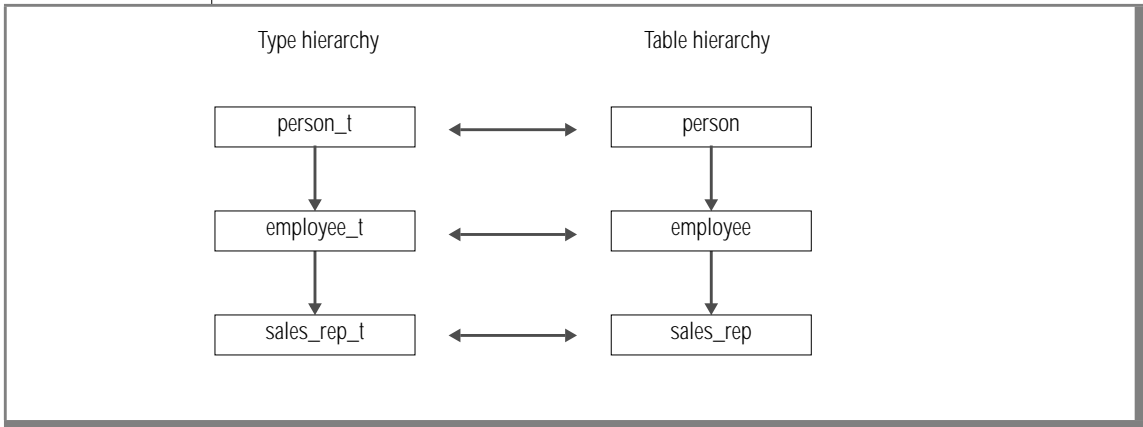 Type hierarchy
Table hierarchy
person_t
person
employee_t
employee
sales_rep_t
sales_rep